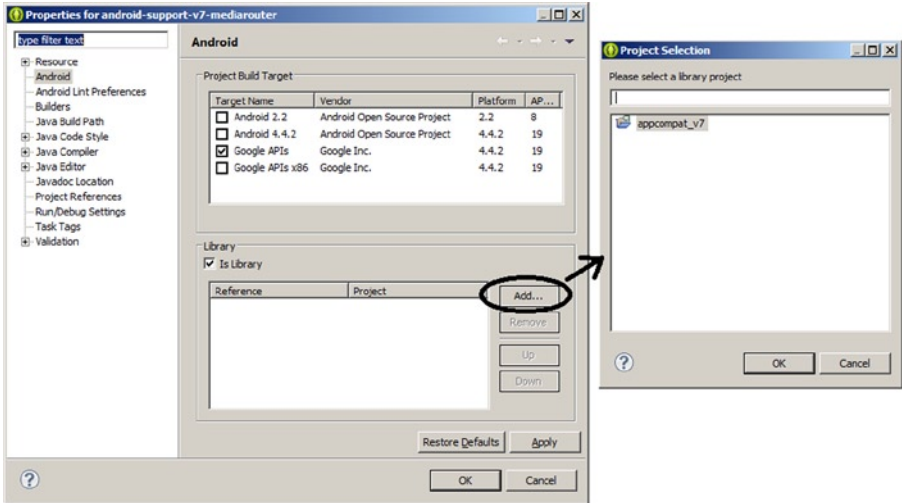 Properties for android-support-v7-mediarouter
type filter text
Resource
Android
Android Lint Preferences
Builders
Java Build Path
Java Code Style
Java Compiler
Java Editor
Javadoc Location
Project References
Run/Debug Settings
Task Tags
Validation
Android
Project Build Target
Target Name Vendor Platform AP...
Android 2.2 Android Open Source Project 2.2 8
Android 4.4.2 Android Open Source Project 4.4.2 19
Google APIs Google Inc. 4.4.2 19
Google APIs x86 Google Inc. 4.4.2 19
Library
Is Library
Reference Project
Add...
Remove
Up
Down
Restore Defaults Apply
? OK Cancel
Project Selection
Please select a library project
appcompat_v7
? OK Cancel